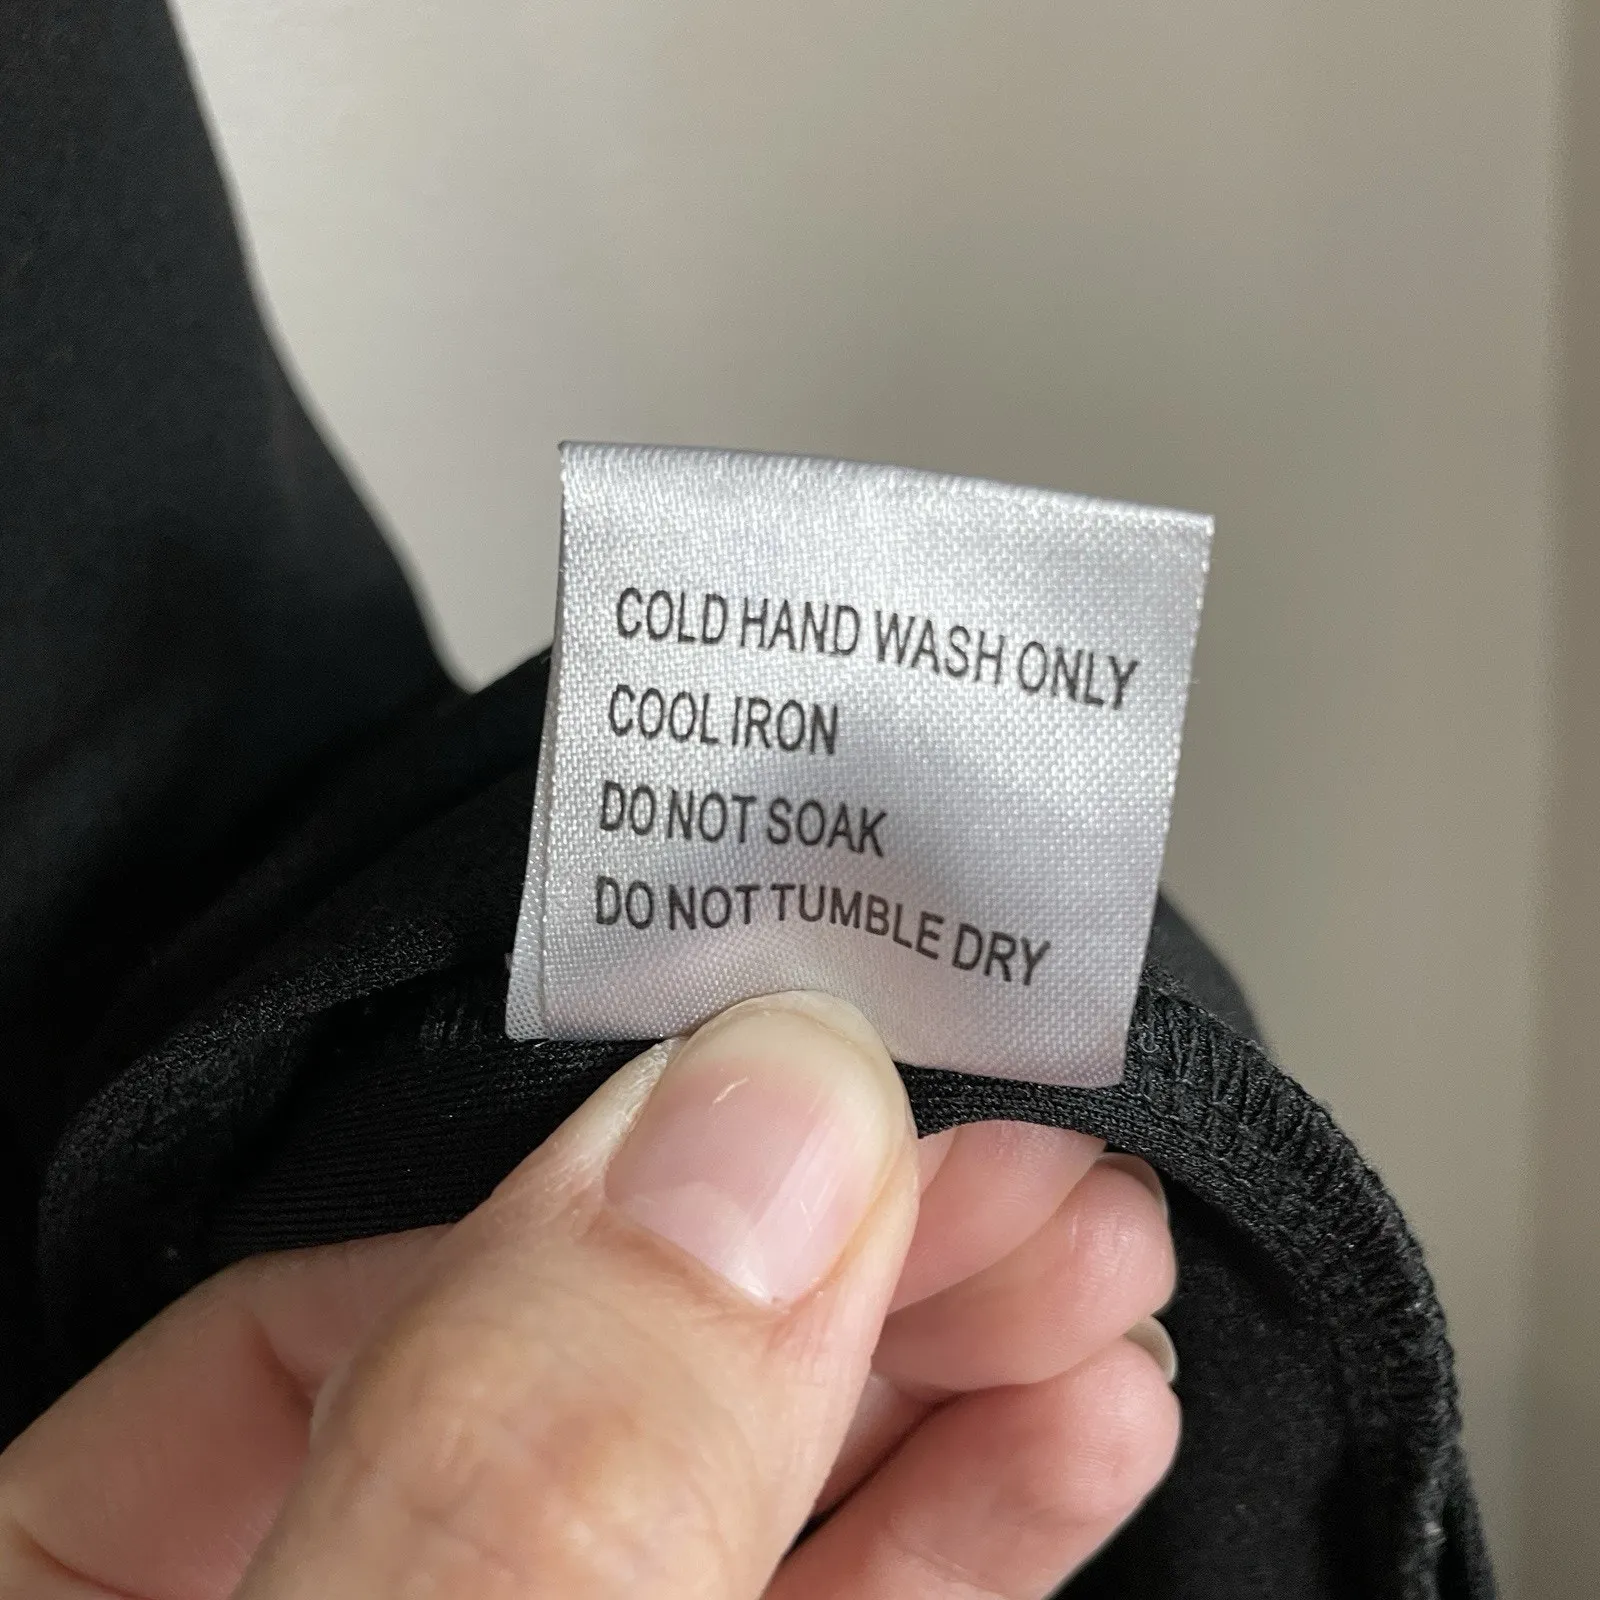 COLD HAND WASH ONLY
COOL IRON
DO NOT SOAK
DO NOT TUMBLE DRY